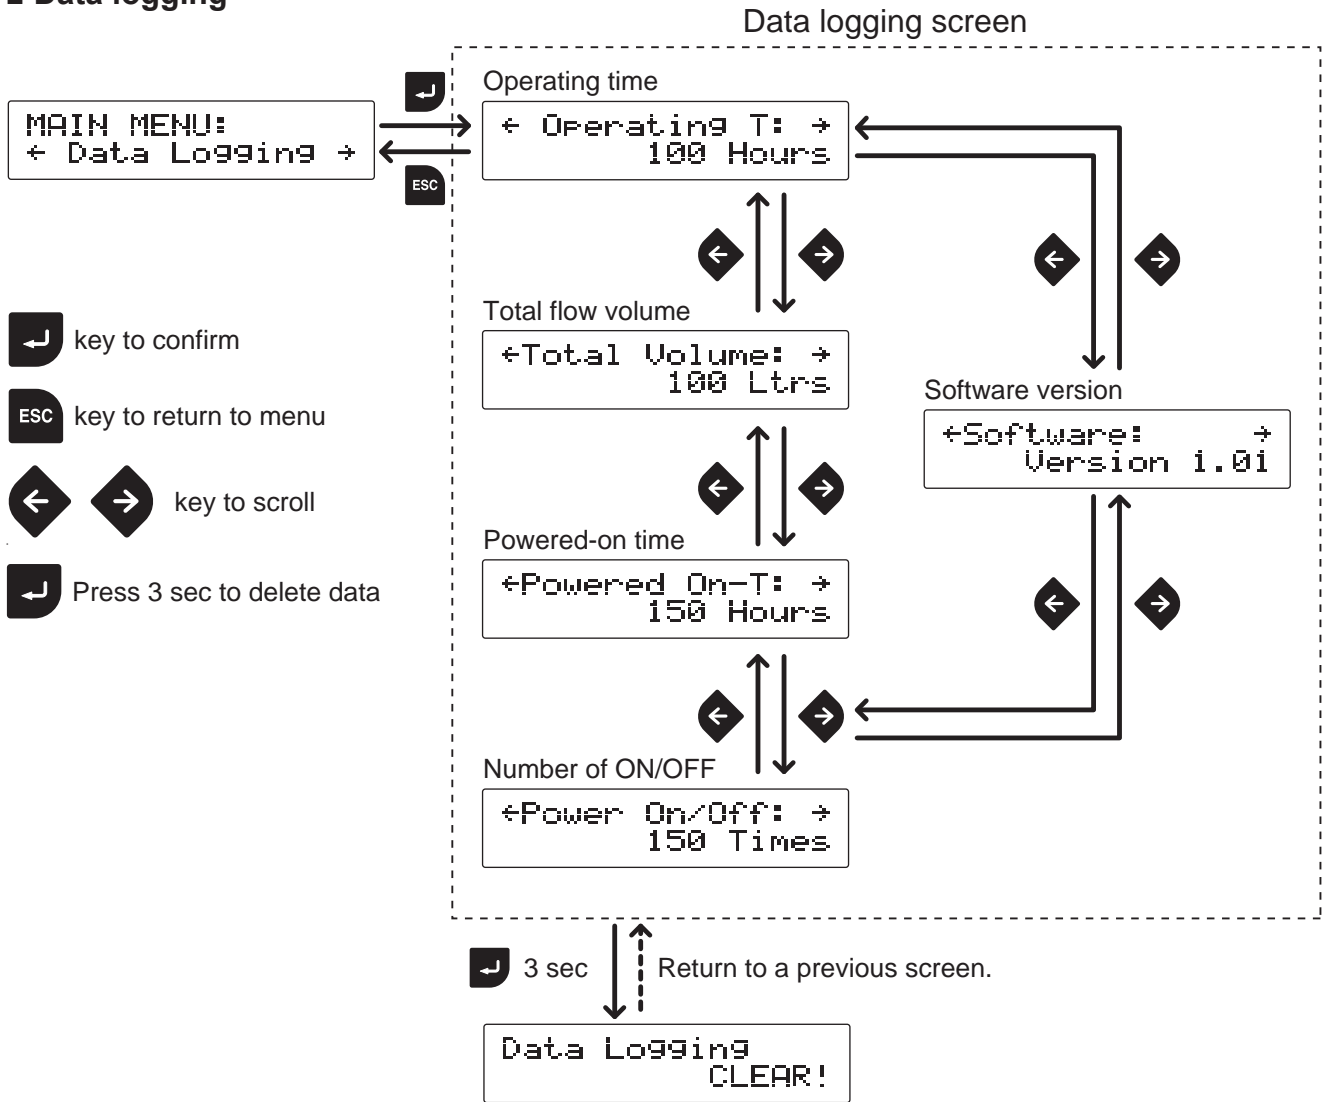 Data logging screen
MAIN MENU:
← Data Logging →
ESC
Operating time
← Operating T: →
100 Hours
Total flow volume
←Total Volume: →
100 Ltrs
Powered-on time
←Powered On-T: →
150 Hours
Number of ON/OFF
←Power On/Off: →
150 Times
Software version
←Software: →
Version 1.01
key to confirm
ESC key to return to menu
key to scroll
Press 3 sec to delete data
3 sec
Return to a previous screen.
Data Logging
CLEAR!